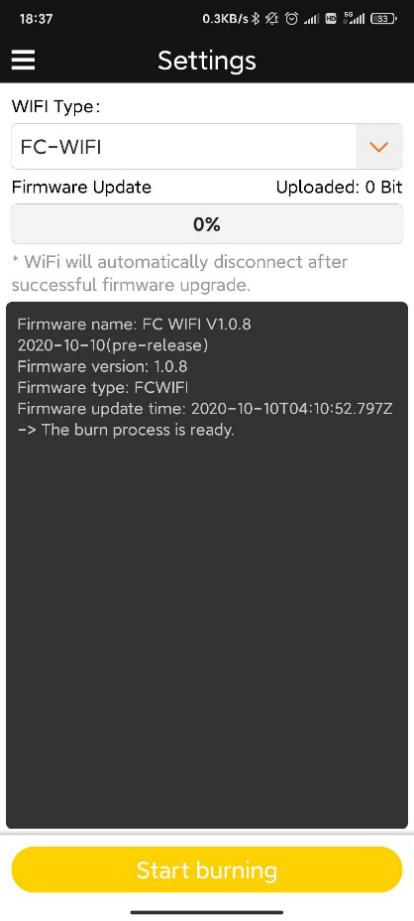 18:37
0.3KB/s HD 5G 33
Settings
WIFI Type:
FC-WIFI
Firmware Update Uploaded: 0 Bit
0%
* WiFi will automatically disconnect after
successful firmware upgrade.
Firmware name: FC WIFI V1.0.8
2020-10-10(pre-release)
Firmware version: 1.0.8
Firmware type: FCWIFI
Firmware update time: 2020-10-10T04:10:52.797Z
-> The burn process is ready.
Start burning